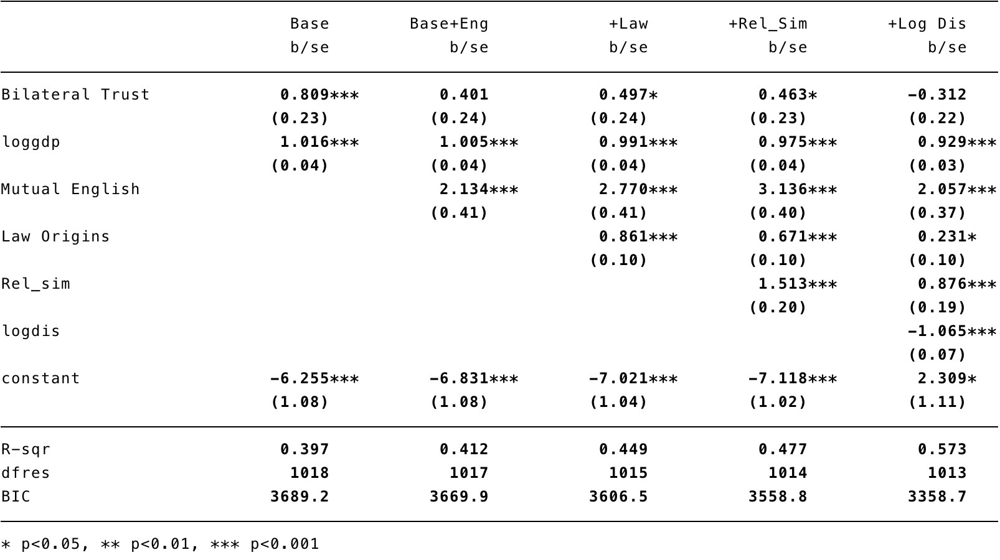 Base Base+Eng +Law +Rel_Sim +Log Dis
b/se b/se b/se b/se b/se
Bilateral Trust 0.809*** 0.401 0.497* 0.463* -0.312
(0.23) (0.24) (0.24) (0.23) (0.22)
loggdp 1.016*** 1.005*** 0.991*** 0.975*** 0.929***
(0.04) (0.04) (0.04) (0.04) (0.03)
Mutual English 2.134*** 2.770*** 3.136*** 2.057***
(0.41) (0.41) (0.40) (0.37)
Law Origins 0.861*** 0.671*** 0.231*
(0.10) (0.10) (0.10)
Rel_sim 1.513*** 0.876***
(0.20) (0.19)
logdis -1.065***
(0.07)
constant -6.255*** -6.831*** -7.021*** -7.118*** 2.309*
(1.08) (1.08) (1.04) (1.02) (1.11)
R-sqr 0.397 0.412 0.449 0.477 0.573
dfres 1018 1017 1015 1014 1013
BIC 3689.2 3669.9 3606.5 3558.8 3358.7
* p<0.05, ** p<0.01, *** p<0.001